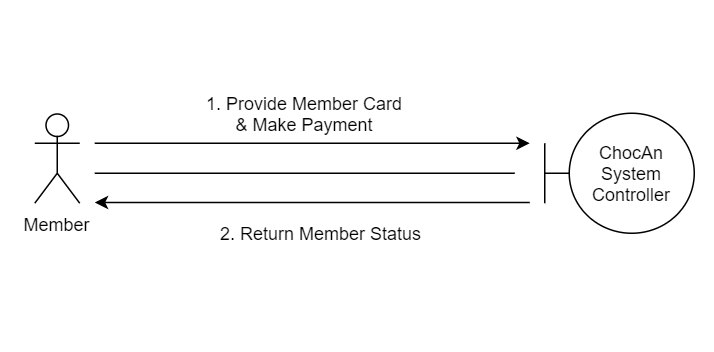 1. Provide Member Card
& Make Payment
ChocAn
System
Controller
Member
2. Return Member Status